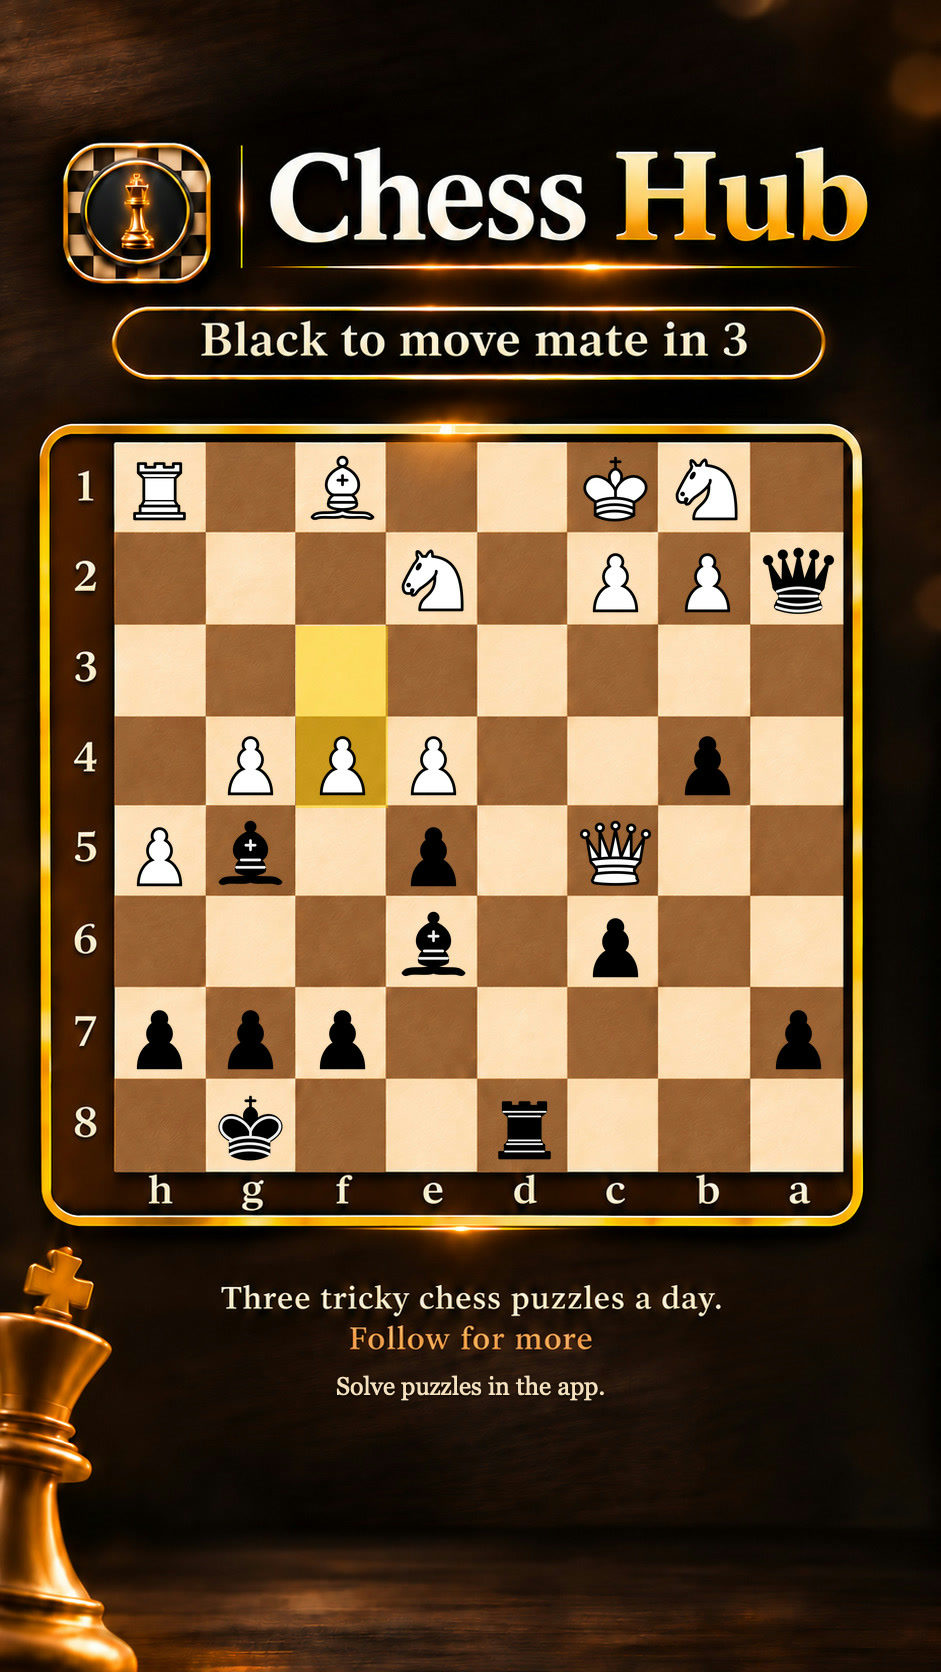 Chess Hub
Black to move mate in 3
1
2
3
4
5
6
7
8
h g f e d c b a
Three tricky chess puzzles a day.
Follow for more
Solve puzzles in the app.